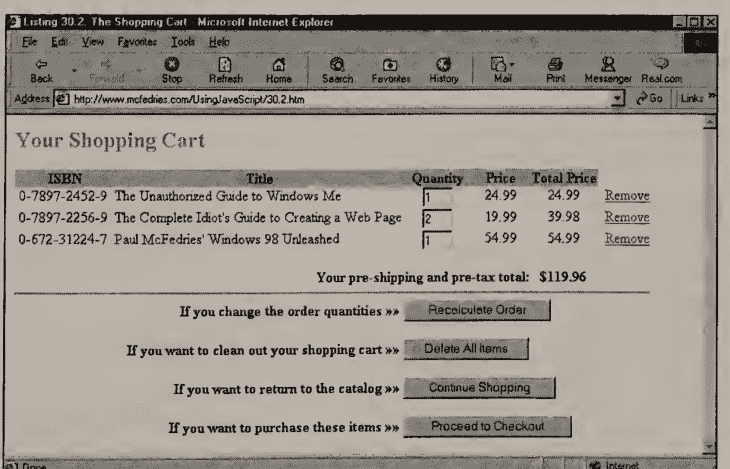 Listing 30.2. The Shopping Cart - Microsoft Internet Explorer
File Edit View Favorites Tools Help
Back Forward Stop Refresh Home Search Favorites History Mail Print Messenger Real.com
Address http://www.mcfedries.com/UsingJavaScript/30.2.htm Go Links »
Your Shopping Cart
ISBN Title Quantity Price Total Price
0-7897-2452-9 The Unauthorized Guide to Windows Me 1 24.99 24.99 Remove
0-7897-2256-9 The Complete Idiot's Guide to Creating a Web Page 2 19.99 39.98 Remove
0-672-31224-7 Paul McFedries' Windows 98 Unleashed 1 54.99 54.99 Remove
Your pre-shipping and pre-tax total: $119.96
If you change the order quantities »» Recalculate Order
If you want to clean out your shopping cart »» Delete All Items
If you want to return to the catalog »» Continue Shopping
If you want to purchase these items »» Proceed to Checkout
Done Internet